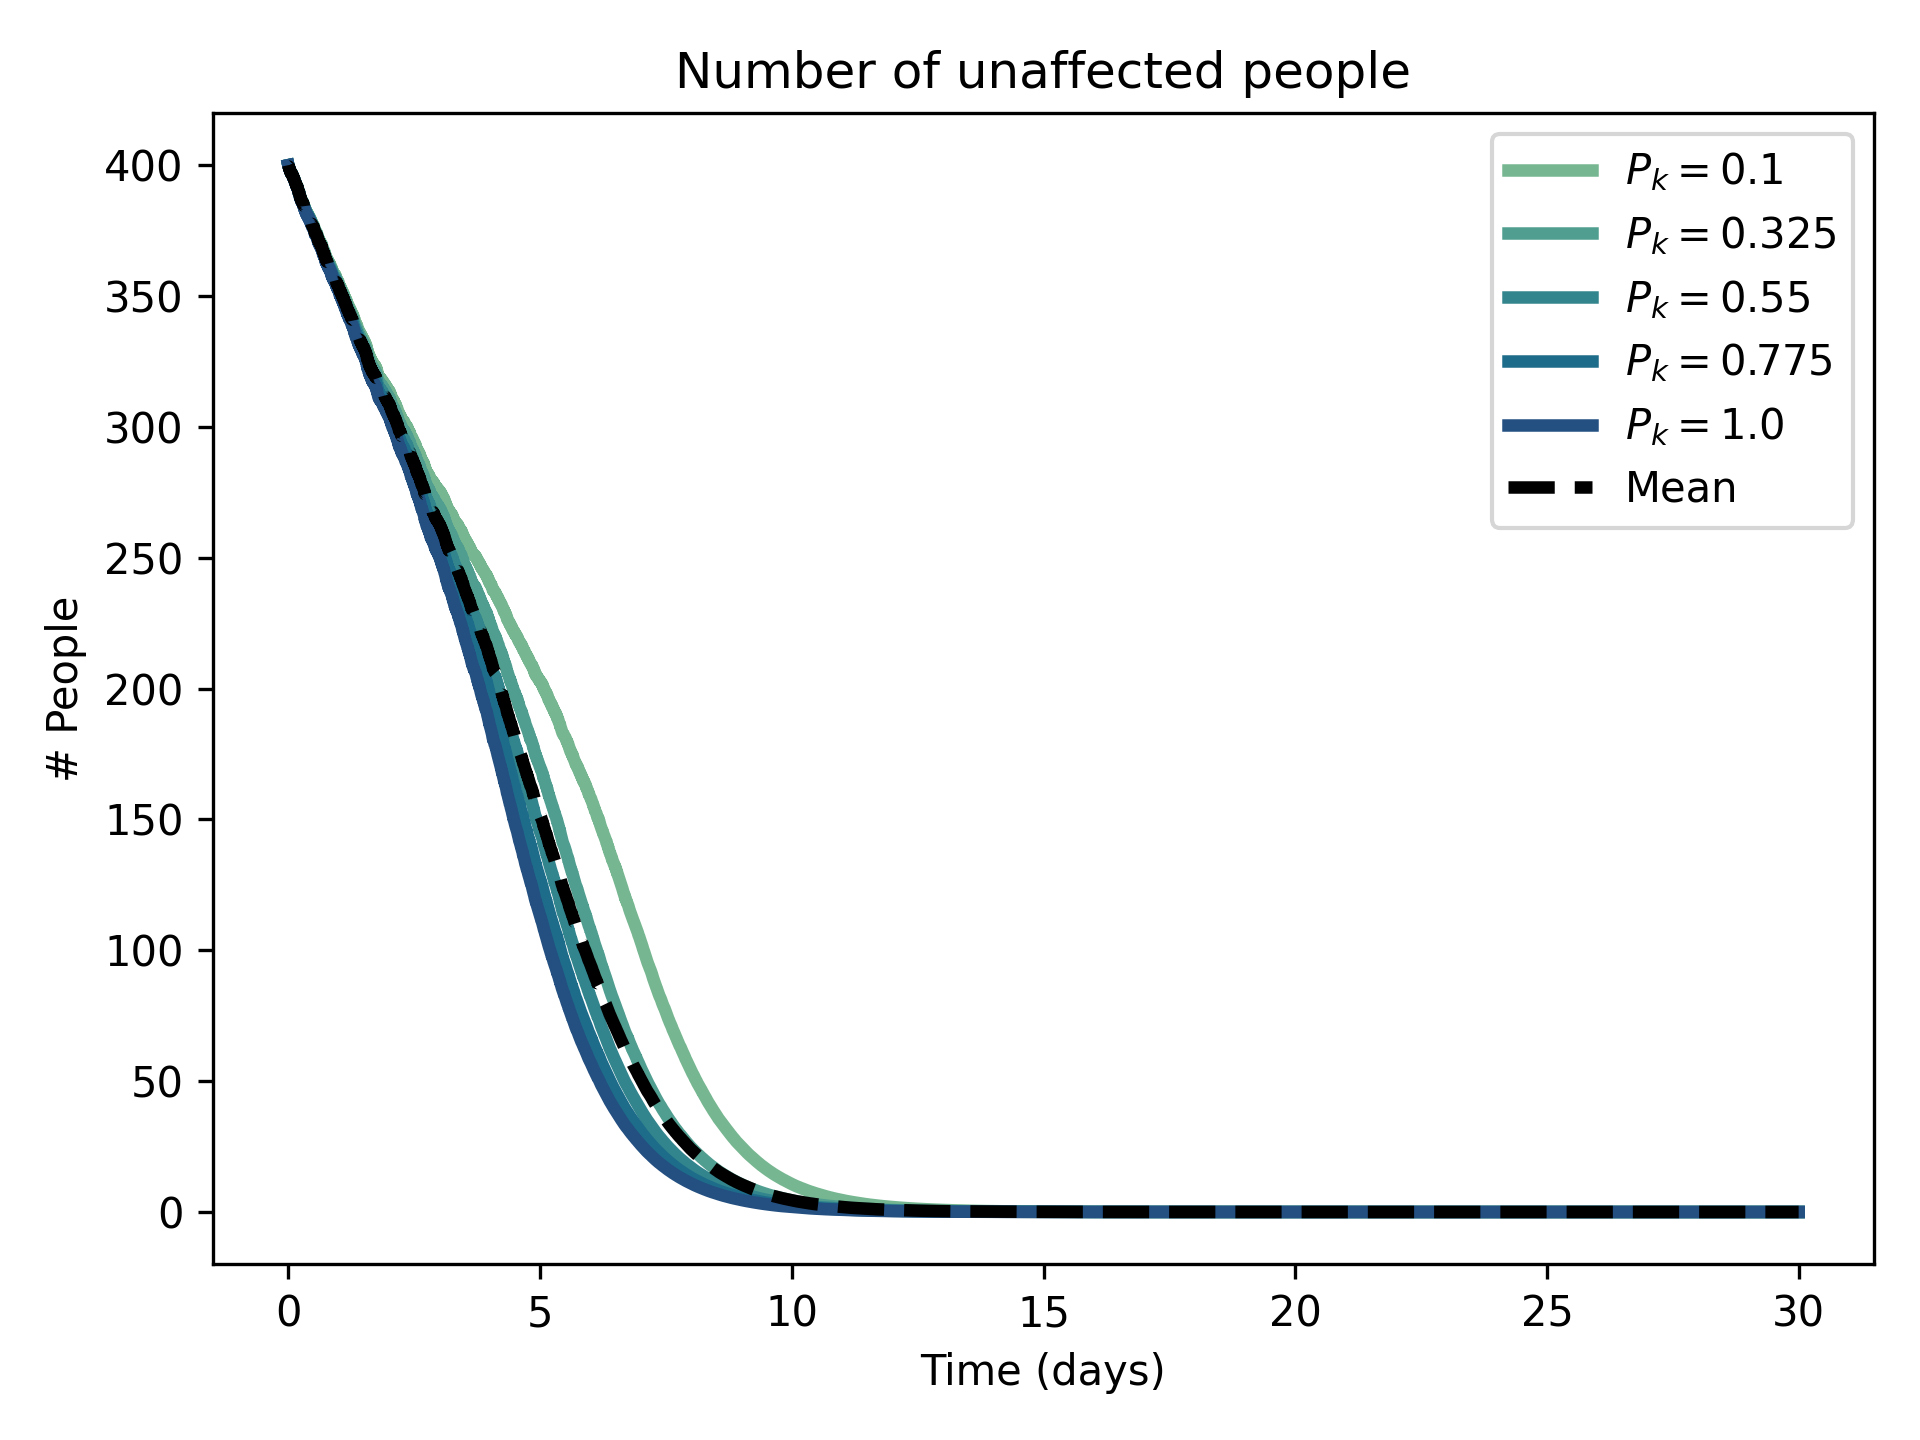 Number of unaffected people
# People
400
350
300
250
200
150
100
50
0
0 5 10 15 20 25 30
Time (days)
P_k = 0.1
P_k = 0.325
P_k = 0.55
P_k = 0.775
P_k = 1.0
Mean